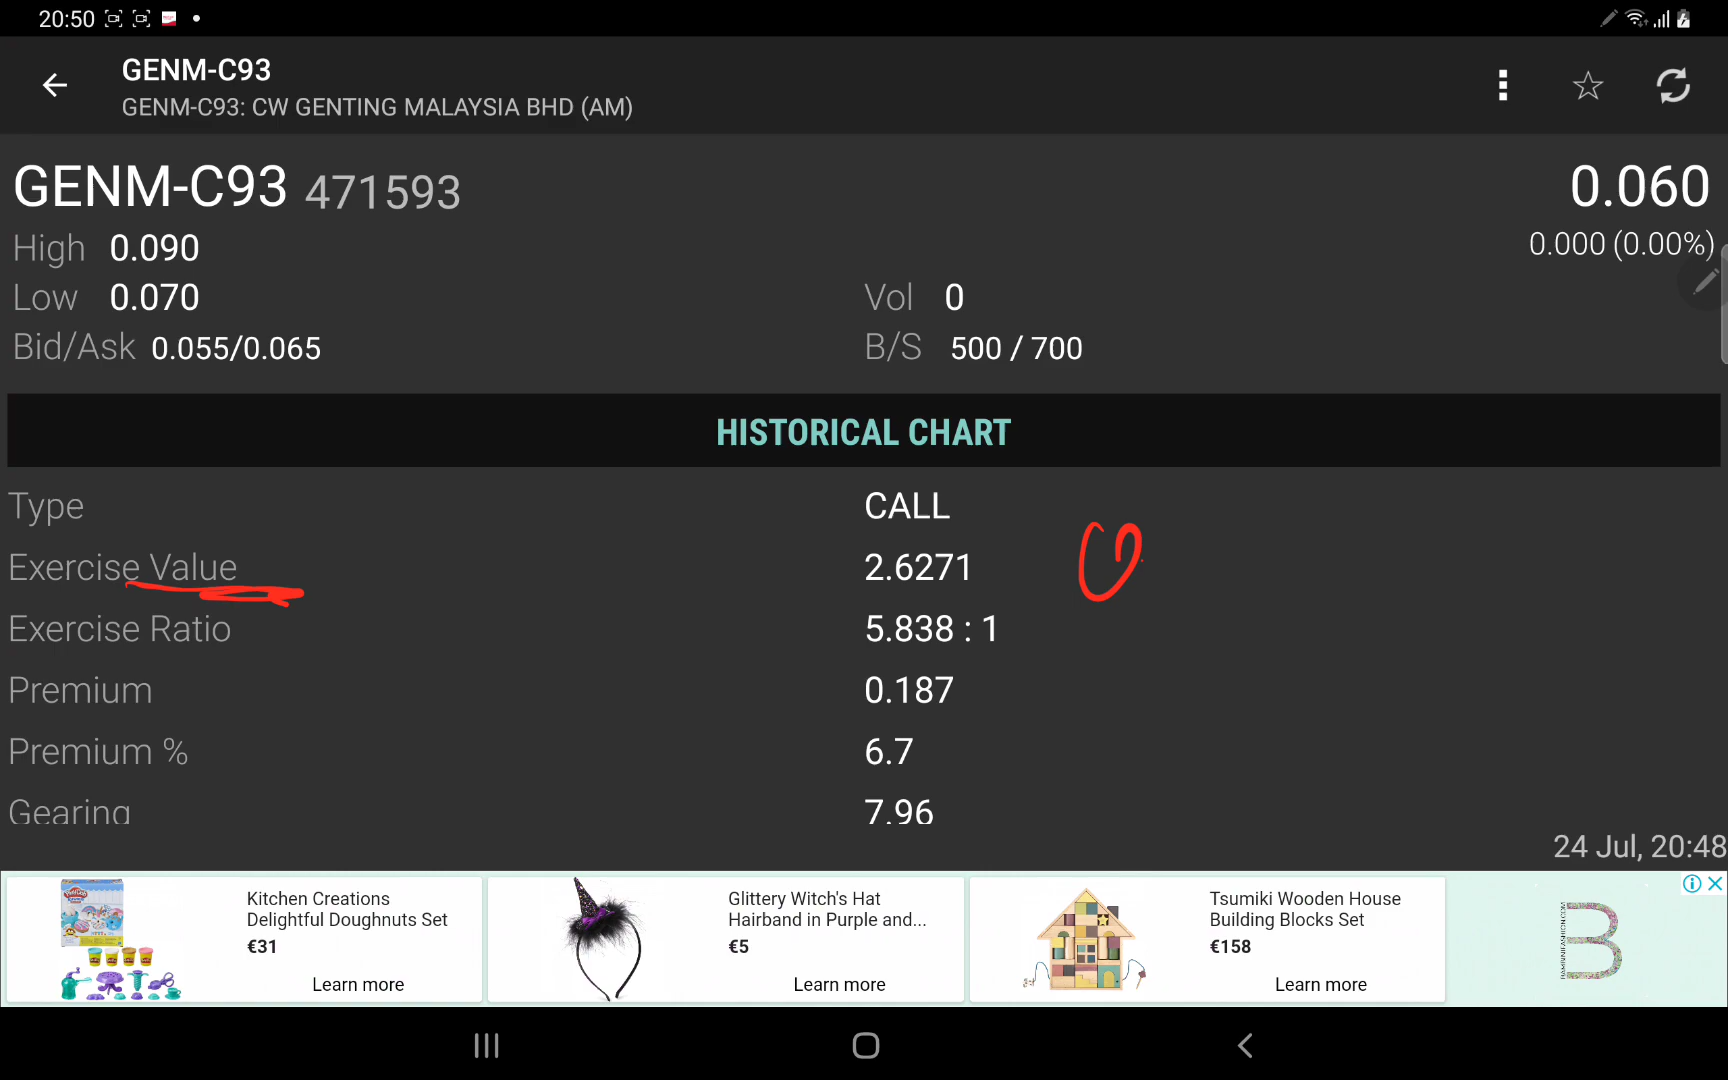 20:50
GENM-C93
GENM-C93: CW GENTING MALAYSIA BHD (AM)
GENM-C93 471593
0.060
High 0.090
0.000 (0.00%)
Low 0.070
Vol 0
Bid/Ask 0.055/0.065
B/S 500 / 700
HISTORICAL CHART
Type CALL
Exercise Value 2.6271
Exercise Ratio 5.838 : 1
Premium 0.187
Premium % 6.7
Gearing 7.96
24 Jul, 20:48
Kitchen Creations
Delightful Doughnuts Set
€31
Learn more
Glittery Witch's Hat
Hairband in Purple and...
€5
Learn more
Tsumiki Wooden House
Building Blocks Set
€158
Learn more
B